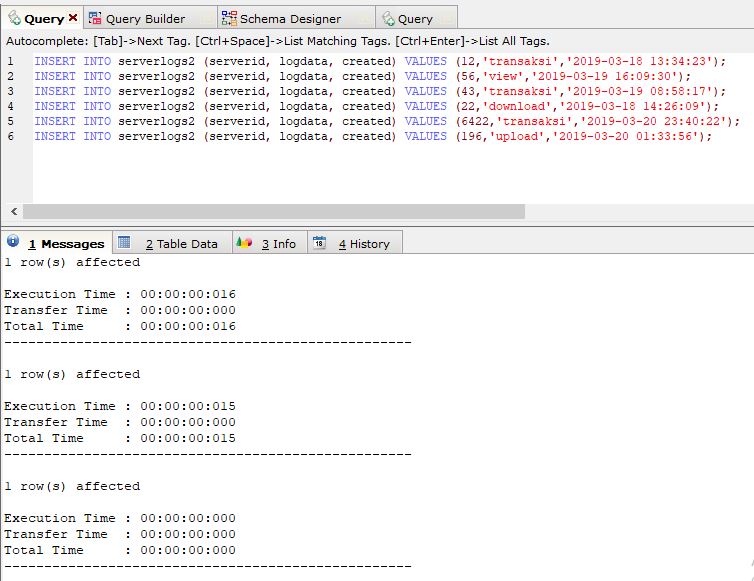 Query Query Builder Schema Designer Query
Autocomplete: [Tab]->Next Tag. [Ctrl+Space]->List Matching Tags. [Ctrl+Enter]->List All Tags.
1 INSERT INTO serverlogs2 (serverid, logdata, created) VALUES (12,'transaksi','2019-03-18 13:34:23');
2 INSERT INTO serverlogs2 (serverid, logdata, created) VALUES (56,'view','2019-03-19 16:09:30');
3 INSERT INTO serverlogs2 (serverid, logdata, created) VALUES (43,'transaksi','2019-03-19 08:58:17');
4 INSERT INTO serverlogs2 (serverid, logdata, created) VALUES (22,'download','2019-03-18 14:26:09');
5 INSERT INTO serverlogs2 (serverid, logdata, created) VALUES (6422,'transaksi','2019-03-20 23:40:22');
6 INSERT INTO serverlogs2 (serverid, logdata, created) VALUES (196,'upload','2019-03-20 01:33:56');
1 Messages 2 Table Data 3 Info 18 4 History
1 row(s) affected
Execution Time : 00:00:00:016
Transfer Time : 00:00:00:000
Total Time : 00:00:00:016
---------------------------------------------------
1 row(s) affected
Execution Time : 00:00:00:015
Transfer Time : 00:00:00:000
Total Time : 00:00:00:015
---------------------------------------------------
1 row(s) affected
Execution Time : 00:00:00:000
Transfer Time : 00:00:00:000
Total Time : 00:00:00:000
---------------------------------------------------